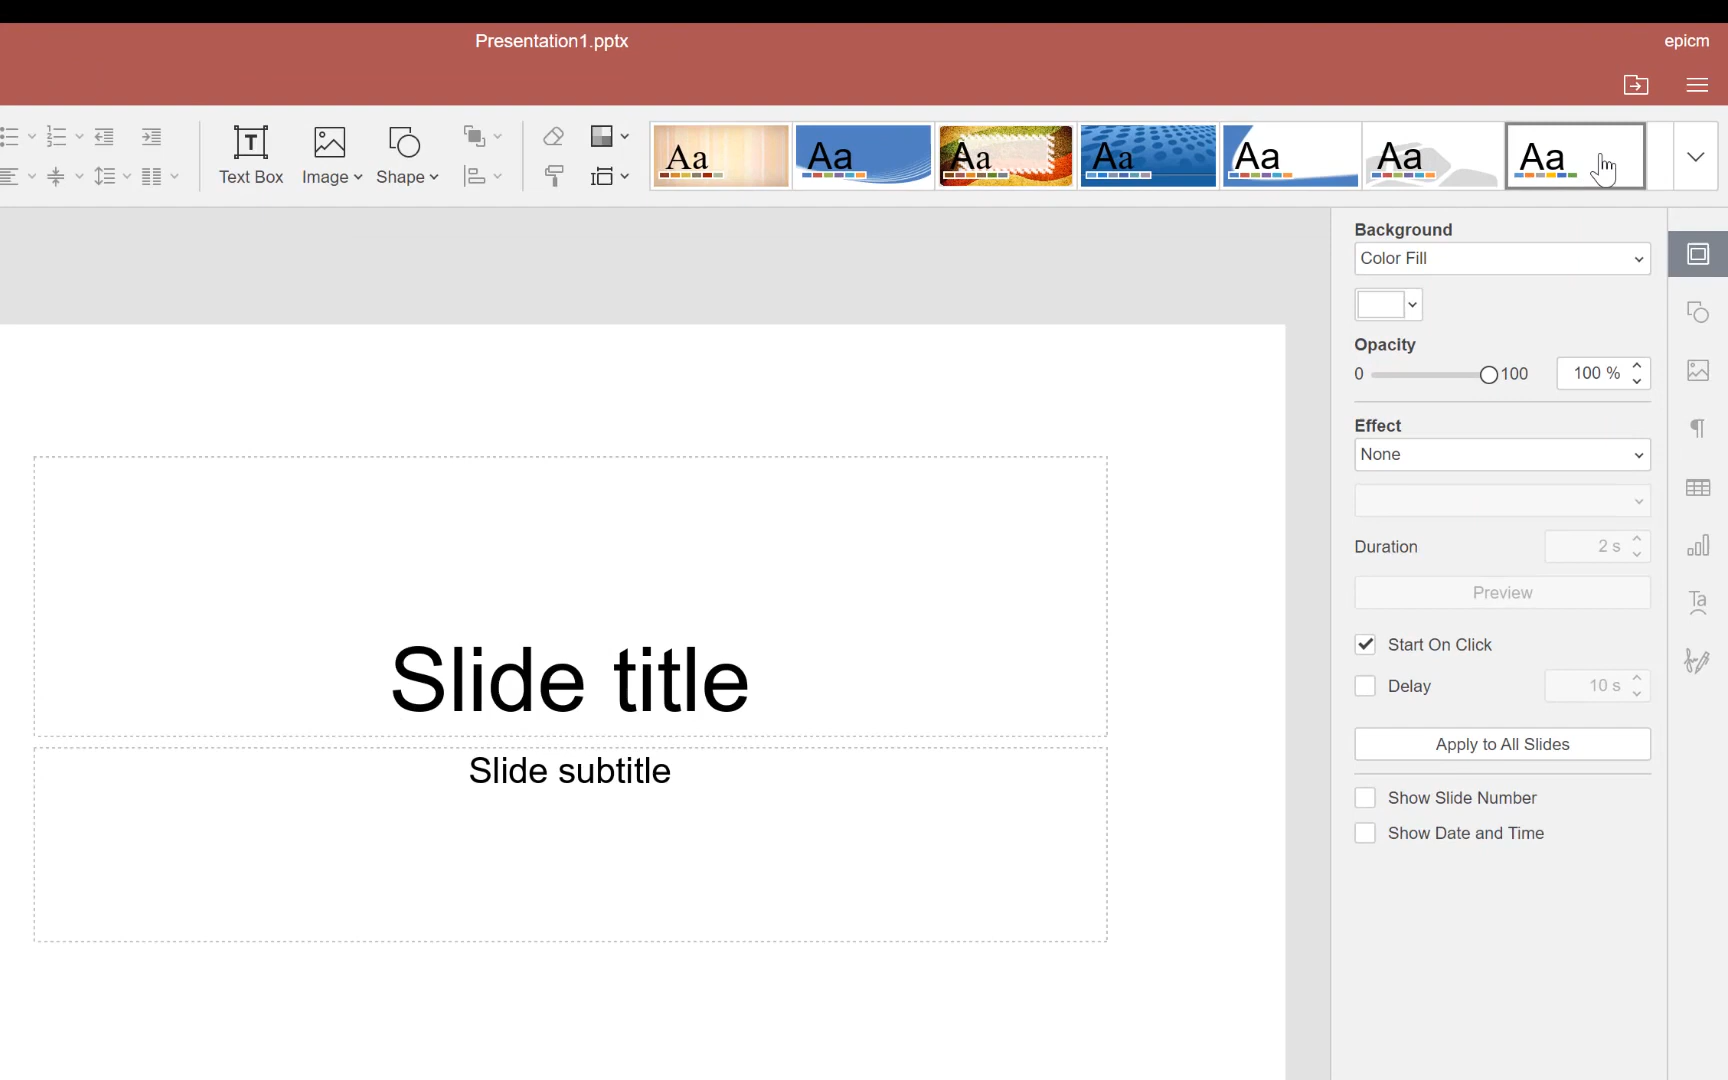 Presentation1.pptx
epicm
Text Box
Image
Shape
Aa
Aa
Aa
Aa
Aa
Aa
Aa
Background
Color Fill
Opacity
0
100
100 %
Effect
None
Duration
2 s
Preview
Start On Click
Delay
10 s
Apply to All Slides
Show Slide Number
Show Date and Time
Slide title
Slide subtitle